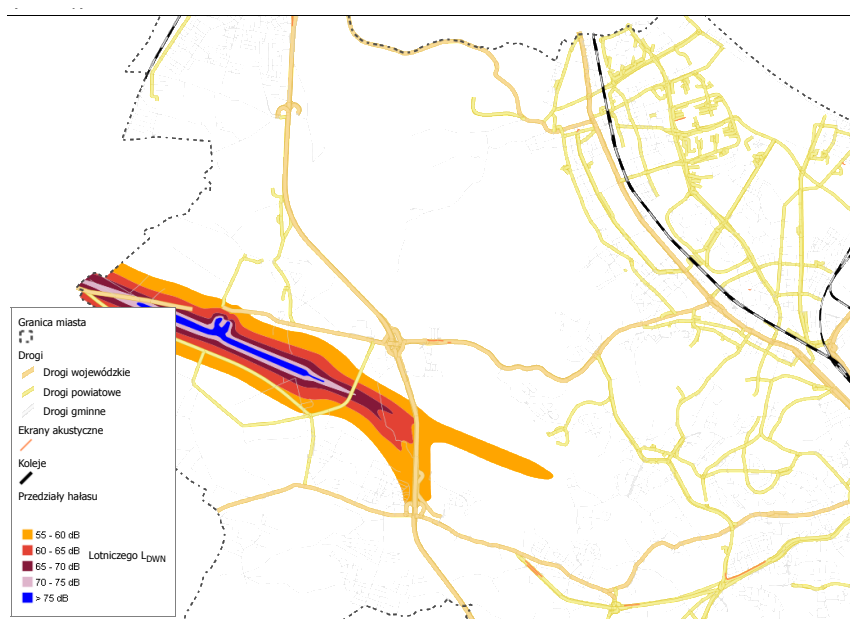 Granica miasta
Drogi
Drogi wojewódzkie
Drogi powiatowe
Drogi gminne
Ekrany akustyczne
Koleje
Przedziały hałasu
55 - 60 dB
60 - 65 dB
65 - 70 dB
70 - 75 dB
> 75 dB
Lotniczego LDWN